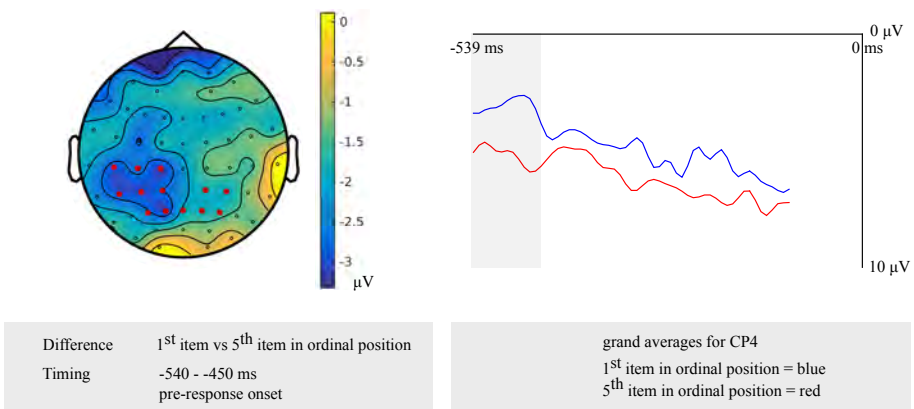 0
-0.5
-1
-1.5
-2
-2.5
-3
μV
0 μV
-539 ms
0 ms
10 μV
Difference 1st item vs 5th item in ordinal position
Timing -540 - -450 ms
pre-response onset
grand averages for CP4
1st item in ordinal position = blue
5th item in ordinal position = red